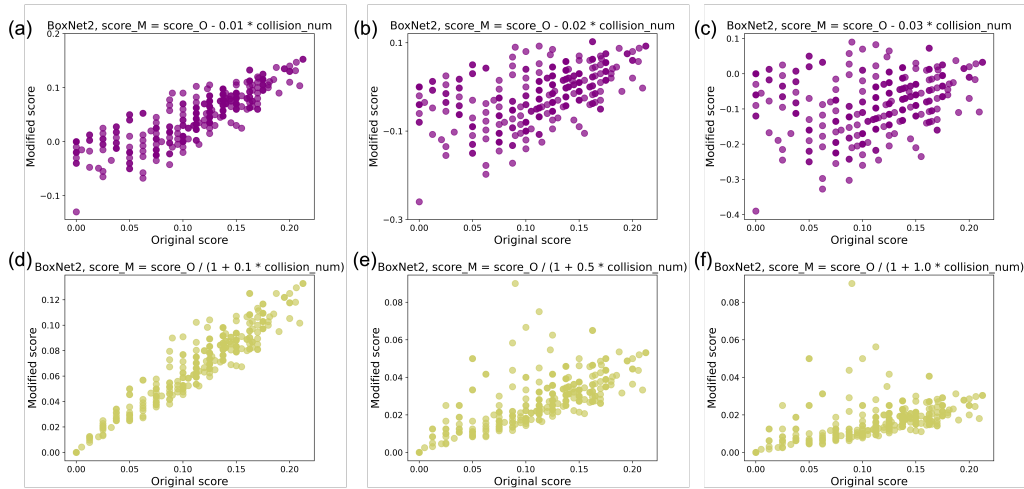 (a)
BoxNet2, score_M = score_O - 0.01 * collision_num
0.2
0.1
0.0
−0.1
Modified score
0.00 0.05 0.10 0.15 0.20
Original score
(b)
BoxNet2, score_M = score_O - 0.02 * collision_num
0.1
−0.1
−0.3
Modified score
0.00 0.05 0.10 0.15 0.20
Original score
(c)
BoxNet2, score_M = score_O - 0.03 * collision_num
0.1
0.0
−0.1
−0.2
−0.3
−0.4
Modified score
0.00 0.05 0.10 0.15 0.20
Original score
(d)
BoxNet2, score_M = score_O / (1 + 0.1 * collision_num)
0.12
0.10
0.08
0.06
0.04
0.02
0.00
Modified score
0.00 0.05 0.10 0.15 0.20
Original score
(e)
BoxNet2, score_M = score_O / (1 + 0.5 * collision_num)
0.08
0.06
0.04
0.02
0.00
Modified score
0.00 0.05 0.10 0.15 0.20
Original score
(f)
BoxNet2, score_M = score_O / (1 + 1.0 * collision_num)
0.08
0.06
0.04
0.02
0.00
Modified score
0.00 0.05 0.10 0.15 0.20
Original score